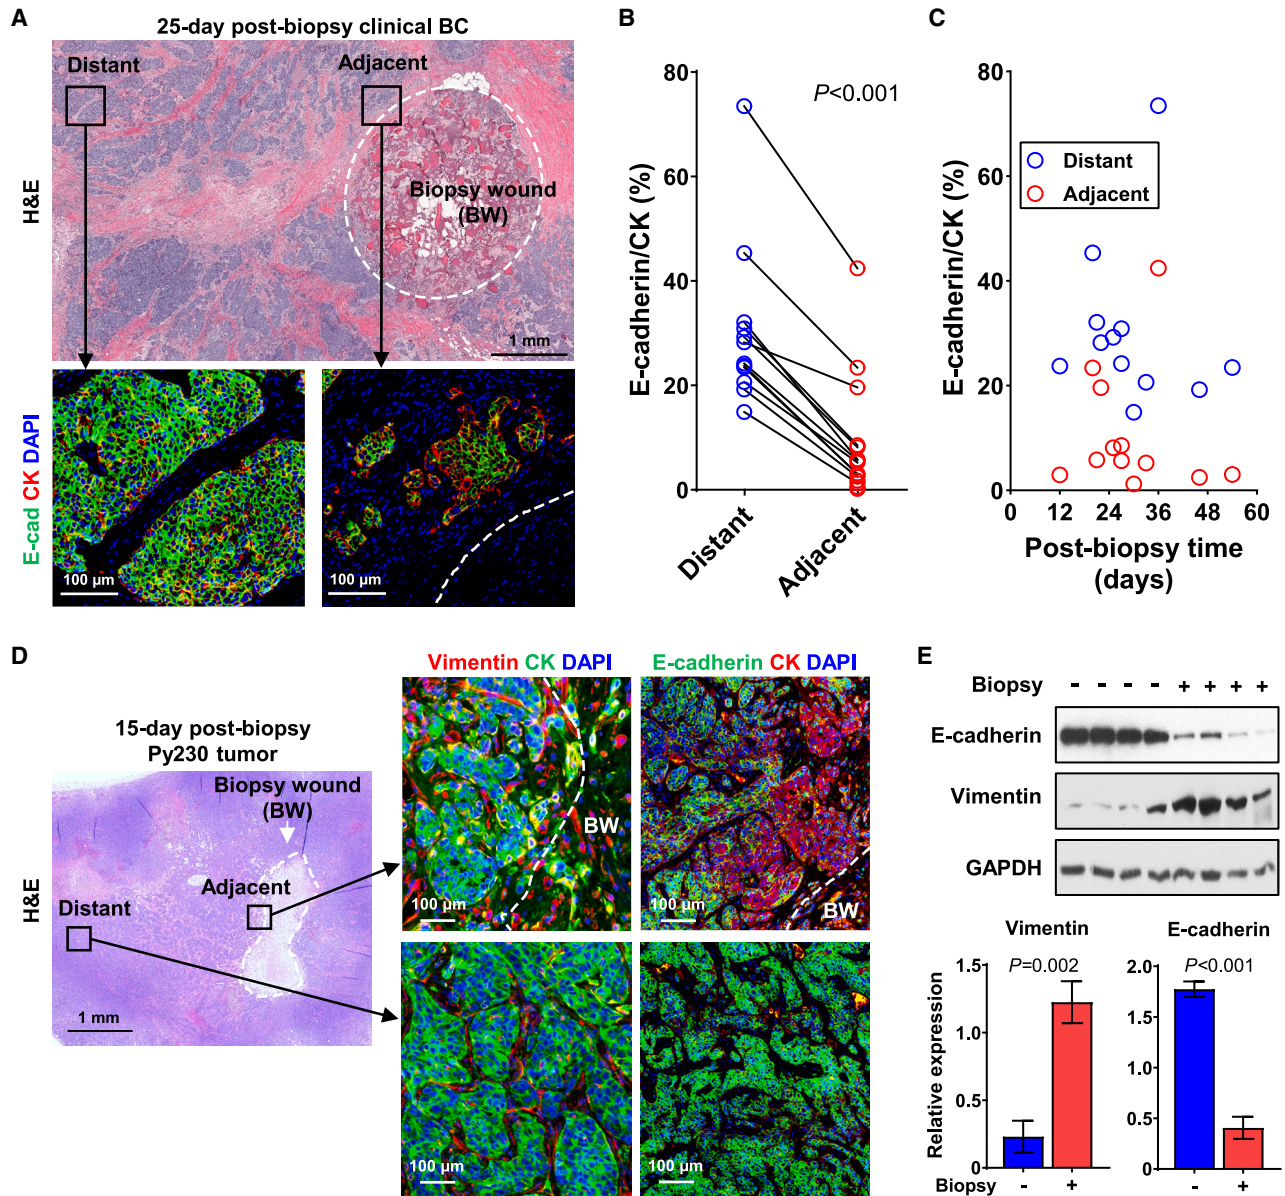 A
25-day post-biopsy clinical BC
Distant
Adjacent
Biopsy wound
(BW)
1 mm
H&E
E-cad CK DAPI
100 µm
100 µm
B
P<0.001
E-cadherin/CK (%)
80
60
40
20
0
Distant
Adjacent
C
E-cadherin/CK (%)
80
60
40
20
0
Distant
Adjacent
0
12
24
36
48
60
Post-biopsy time
(days)
D
15-day post-biopsy
Py230 tumor
Biopsy wound
(BW)
Adjacent
Distant
1 mm
H&E
Vimentin CK DAPI
E-cadherin CK DAPI
BW
100 µm
BW
100 µm
100 µm
100 µm
E
Biopsy - - - - + + + +
E-cadherin
Vimentin
GAPDH
Vimentin
P=0.002
Relative expression
1.5
1.0
0.5
0
Biopsy - +
E-cadherin
P<0.001
2.0
1.5
1.0
0.5
0
- +